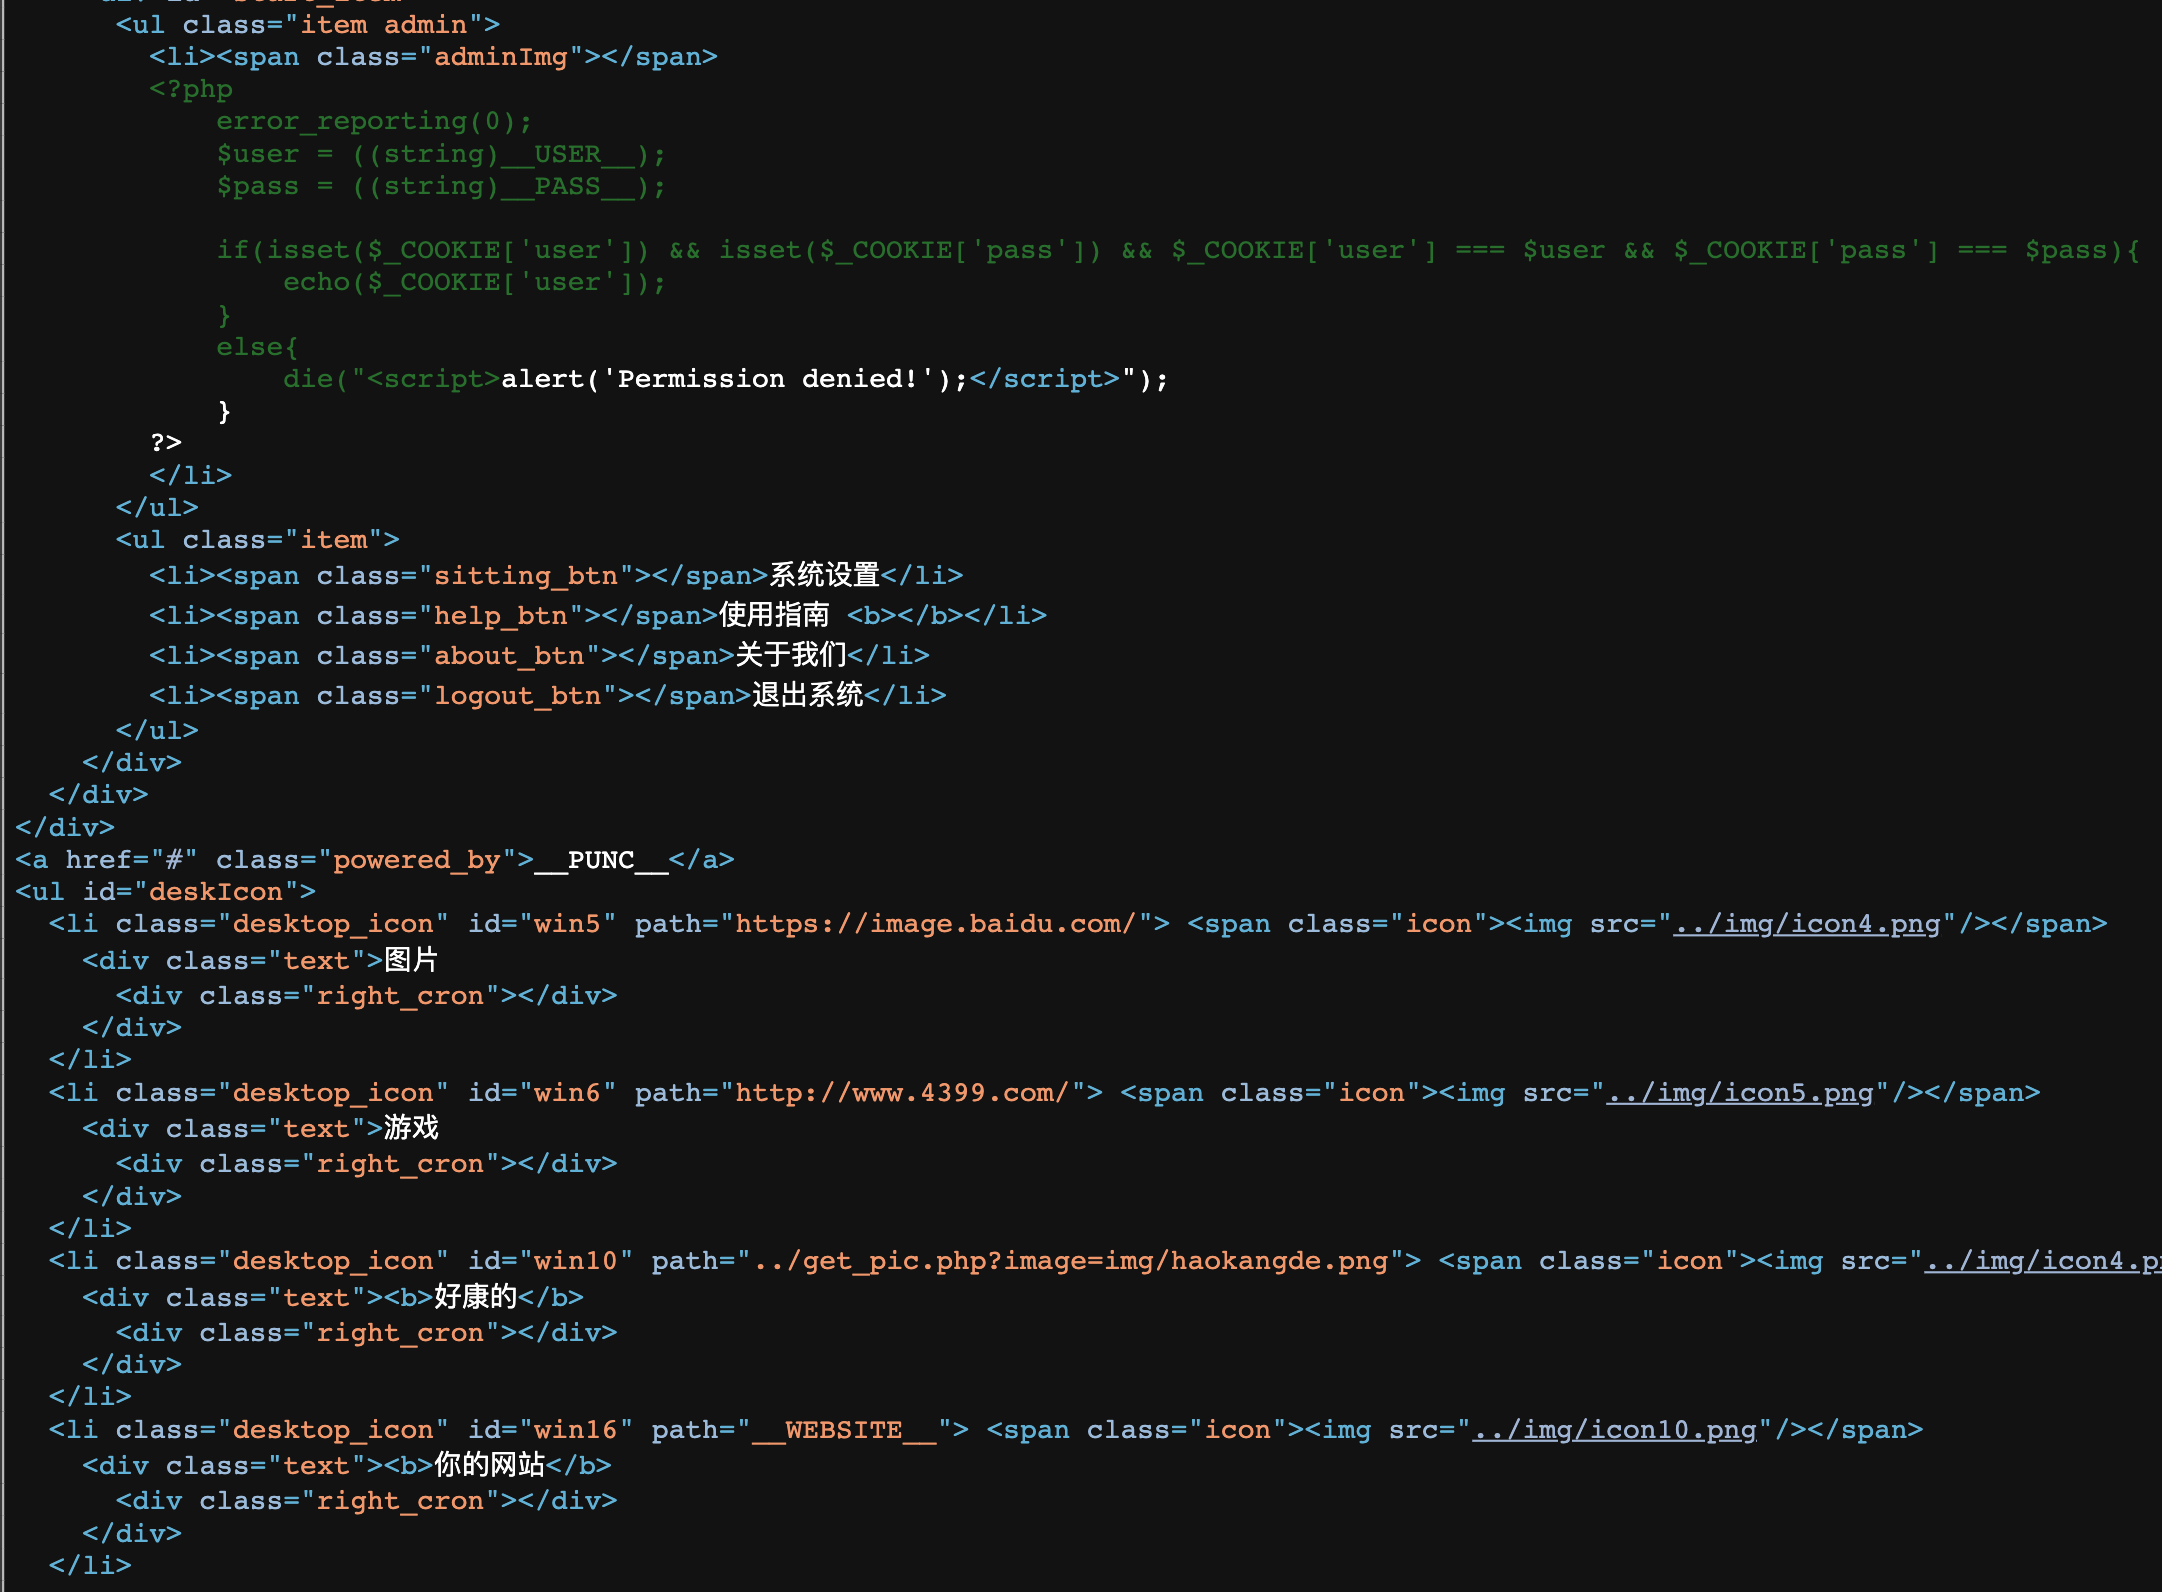 <ul class="item admin">
<li><span class="adminImg"></span>
<?php
error_reporting(0);
$user = ((string)__USER__);
$pass = ((string)__PASS__);
if(isset($_COOKIE['user']) && isset($_COOKIE['pass']) && $_COOKIE['user'] === $user && $_COOKIE['pass'] === $pass){
echo($_COOKIE['user']);
}
else{
die("<script>alert('Permission denied!');</script>");
}
?>
</li>
</ul>
<ul class="item">
<li><span class="sitting_btn"></span>系统设置</li>
<li><span class="help_btn"></span>使用指南 <b></b></li>
<li><span class="about_btn"></span>关于我们</li>
<li><span class="logout_btn"></span>退出系统</li>
</ul>
</div>
</div>
</div>
<a href="#" class="powered_by">__PUNC__</a>
<ul id="deskIcon">
<li class="desktop_icon" id="win5" path="https://image.baidu.com/"> <span class="icon"><img src="../img/icon4.png"/></span>
<div class="text">图片
<div class="right_cron"></div>
</div>
</li>
<li class="desktop_icon" id="win6" path="http://www.4399.com/"> <span class="icon"><img src="../img/icon5.png"/></span>
<div class="text">游戏
<div class="right_cron"></div>
</div>
</li>
<li class="desktop_icon" id="win10" path="../get_pic.php?image=img/haokangde.png"> <span class="icon"><img src="../img/icon4.p
<div class="text"><b>好康的</b>
<div class="right_cron"></div>
</div>
</li>
<li class="desktop_icon" id="win16" path="__WEBSITE__"> <span class="icon"><img src="../img/icon10.png"/></span>
<div class="text"><b>你的网站</b>
<div class="right_cron"></div>
</div>
</li>